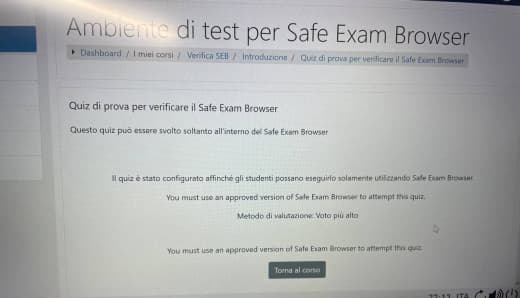 Ambiente di test per Safe Exam Browser
Dashboard / I miei corsi / Verifica SEB / Introduzione / Quiz di prova per verificare il Safe Exam Browser
Quiz di prova per verificare il Safe Exam Browser
Questo quiz può essere svolto soltanto all'interno del Safe Exam Browser
Il quiz è stato configurato affinché gli studenti possano eseguirlo solamente utilizzando Safe Exam Browser
You must use an approved version of Safe Exam Browser to attempt this quiz.
Metodo di valutazione: Voto più alto
You must use an approved version of Safe Exam Browser to attempt this quiz.
Torna al corso
ITA